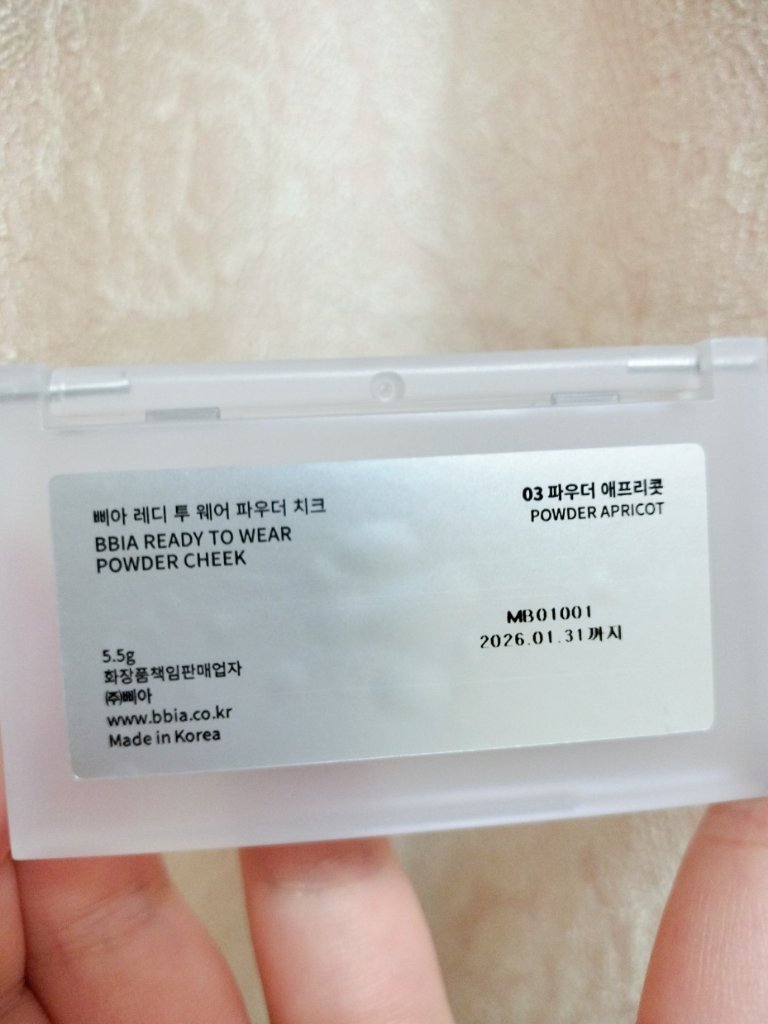 삐아 레디 투 웨어 파우더 치크
BBIA READY TO WEAR
POWDER CHEEK
03 파우더 애프리콧
POWDER APRICOT
MB01001
2026.01.31까지
5.5g
화장품책임판매업자
㈜삐아
www.bbia.co.kr
Made in Korea